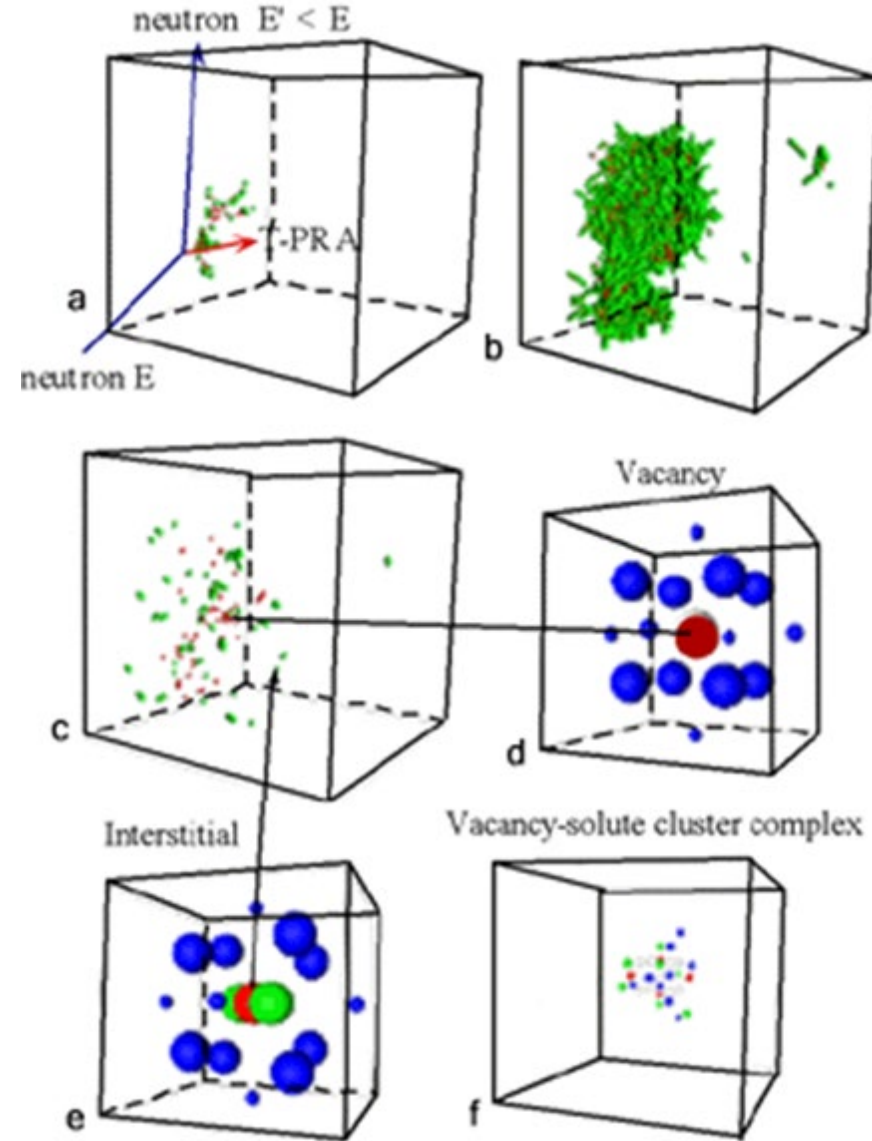 neutron E' < E
T-PRA
a
neutron E
b
c
Vacancy
d
Interstitial
e
Vacancy-solute cluster complex
f